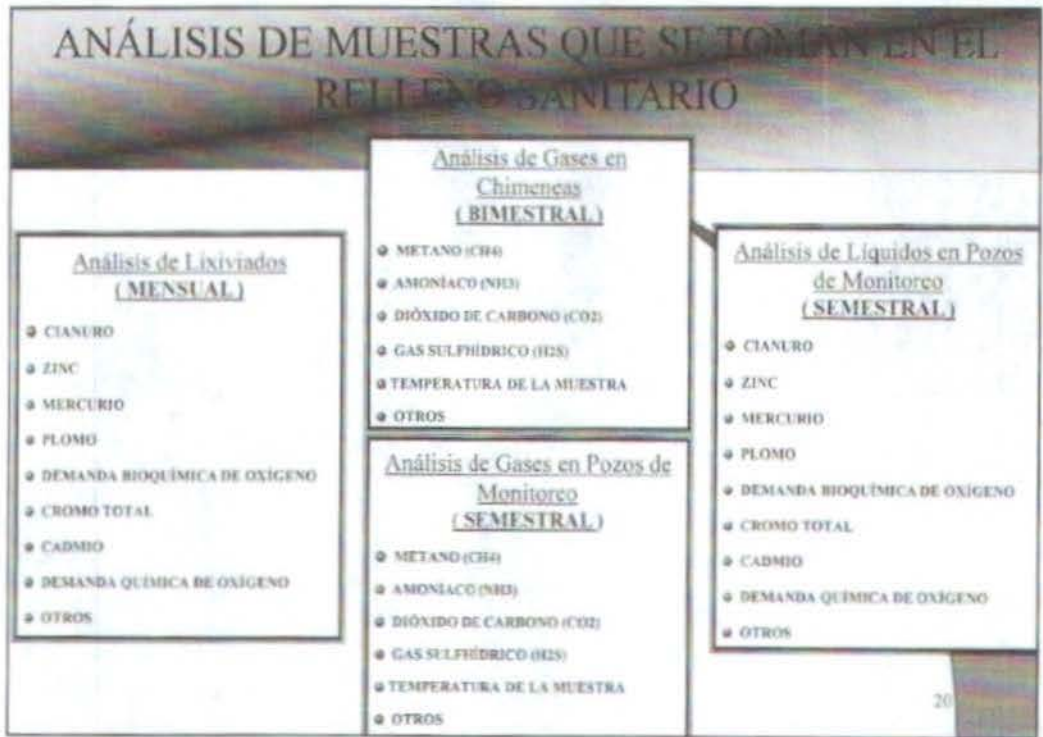 ANÁLISIS DE MUESTRAS QUE SE TOMAN EN EL
RELLENO SANITARIO
Análisis de Lixiviados
( MENSUAL )
CIANURO
ZINC
MERCURIO
PLOMO
DEMANDA BIOQUÍMICA DE OXÍGENO
CROMO TOTAL
CADMIO
DEMANDA QUÍMICA DE OXÍGENO
OTROS
Análisis de Gases en
Chimeneas
( BIMESTRAL )
METANO (CH4)
AMONÍACO (NH3)
DIÓXIDO DE CARBONO (CO2)
GAS SULFHÍDRICO (H2S)
TEMPERATURA DE LA MUESTRA
OTROS
Análisis de Gases en Pozos de
Monitoreo
( SEMESTRAL )
METANO (CH4)
AMONÍACO (NH3)
DIÓXIDO DE CARBONO (CO2)
GAS SULFHÍDRICO (H2S)
TEMPERATURA DE LA MUESTRA
OTROS
Análisis de Líquidos en Pozos
de Monitoreo
( SEMESTRAL )
CIANURO
ZINC
MERCURIO
PLOMO
DEMANDA BIOQUÍMICA DE OXÍGENO
CROMO TOTAL
CADMIO
DEMANDA QUÍMICA DE OXÍGENO
OTROS
20